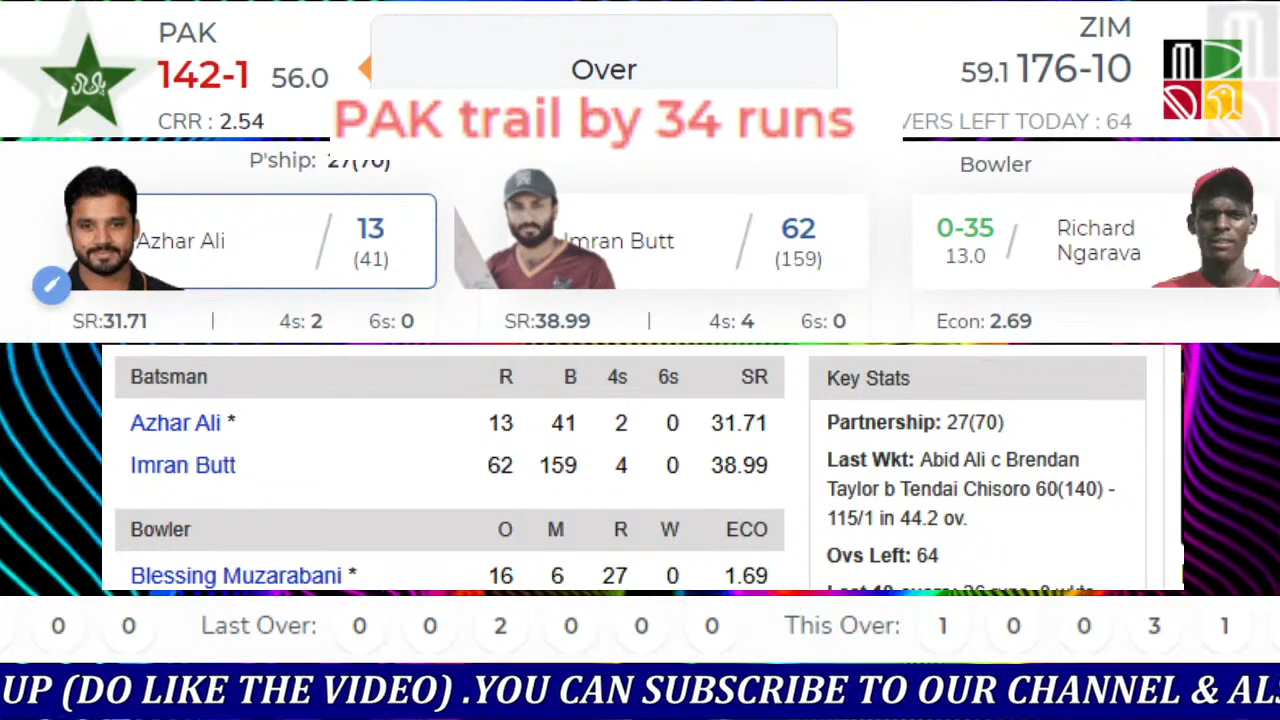 PAK
142-1 56.0
CRR : 2.54
Over
PAK trail by 34 runs
ZIM
59.1 176-10
VERS LEFT TODAY : 64
P'ship: 27(70)
Azhar Ali
13
(41)
SR:31.71 | 4s: 2 6s: 0
Imran Butt
62
(159)
SR:38.99 | 4s: 4 6s: 0
Bowler
0-35
13.0
Richard
Ngarava
Econ: 2.69
Batsman R B 4s 6s SR
Azhar Ali * 13 41 2 0 31.71
Imran Butt 62 159 4 0 38.99
Bowler O M R W ECO
Blessing Muzarabani * 16 6 27 0 1.69
Key Stats
Partnership: 27(70)
Last Wkt: Abid Ali c Brendan
Taylor b Tendai Chisoro 60(140) -
115/1 in 44.2 ov.
Ovs Left: 64
0 0 Last Over: 0 0 2 0 0 0 This Over: 1 0 0 3 1
UP (DO LIKE THE VIDEO) .YOU CAN SUBSCRIBE TO OUR CHANNEL & AL